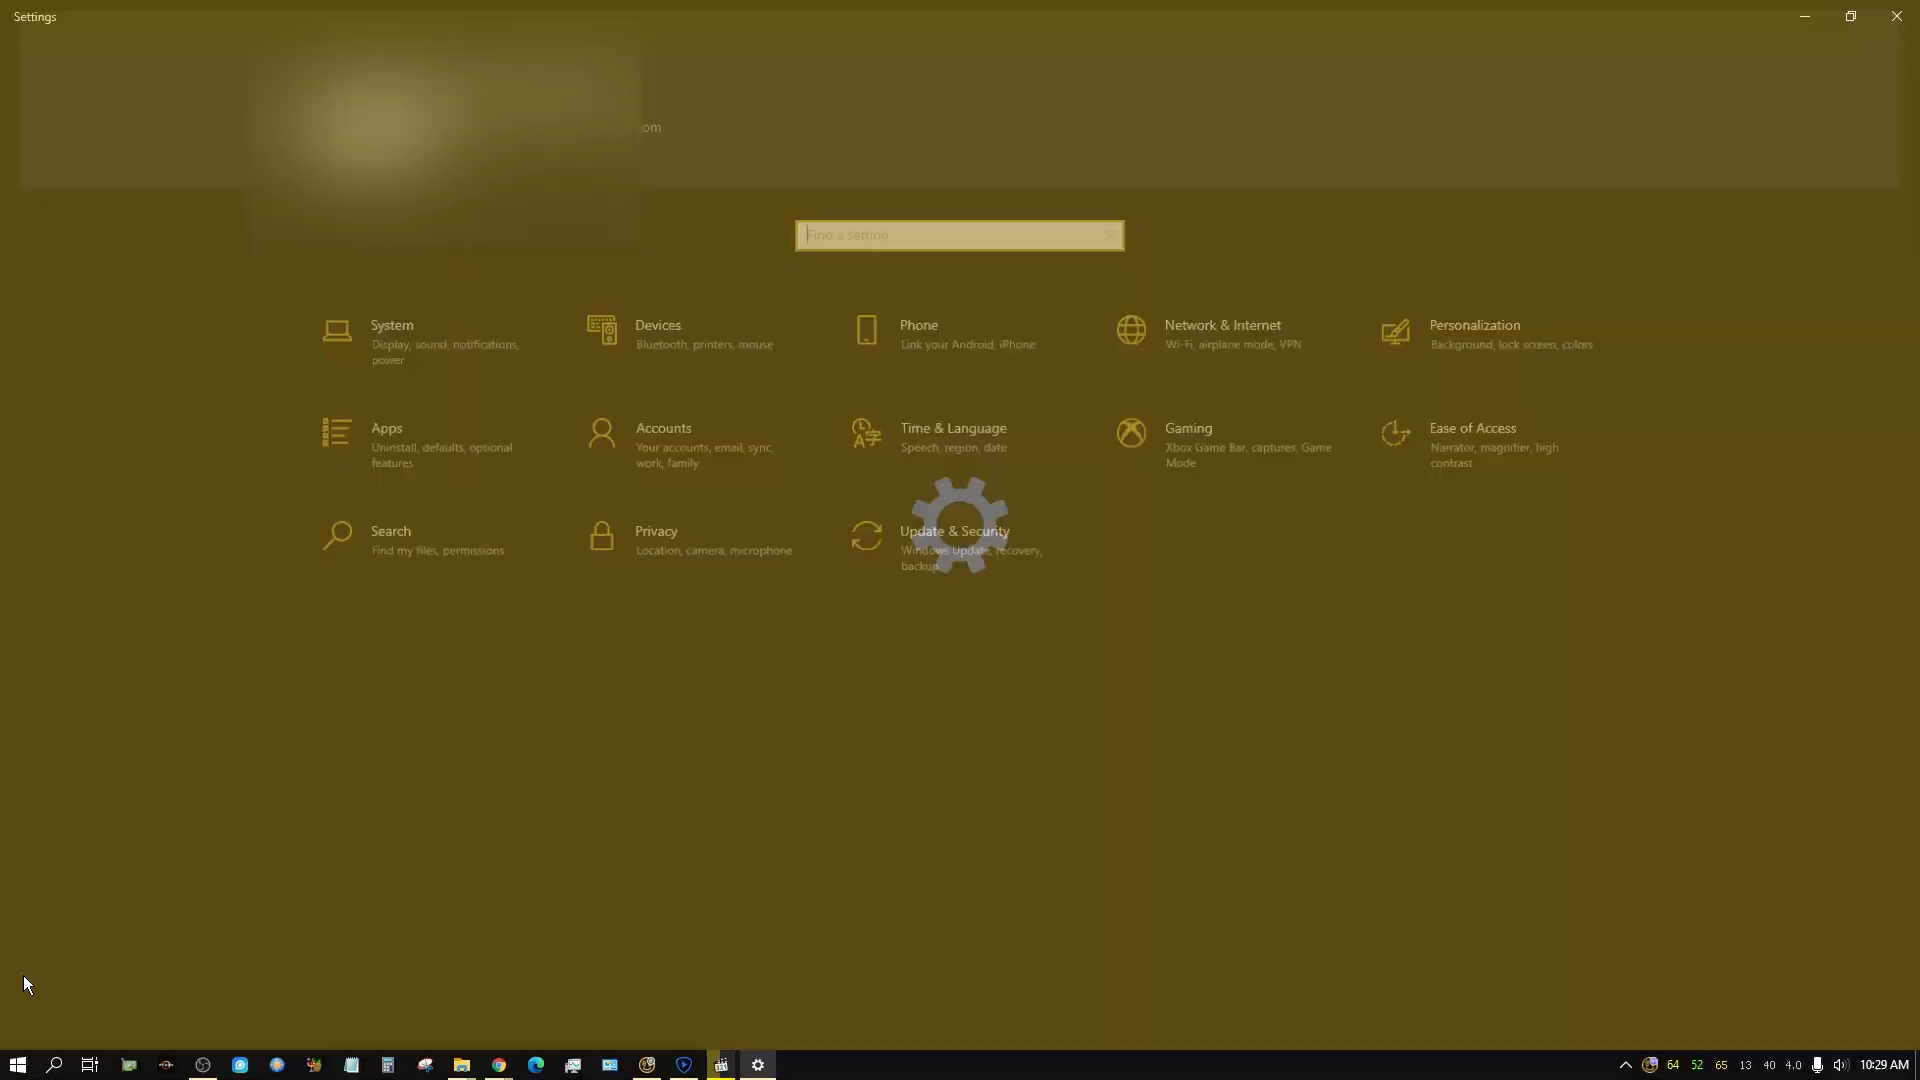 Settings
om
Find a setting
System
Display, sound, notifications,
power
Devices
Bluetooth, printers, mouse
Phone
Link your Android, iPhone
Network & Internet
Wi-Fi, airplane mode, VPN
Personalization
Background, lock screen, colors
Apps
Uninstall, defaults, optional
features
Accounts
Your accounts, email, sync,
work, family
Time & Language
Speech, region, date
Gaming
Xbox Game Bar, captures, Game
Mode
Ease of Access
Narrator, magnifier, high
contrast
Search
Find my files, permissions
Privacy
Location, camera, microphone
Update & Security
Windows Update, recovery,
backup
64 52 65 13 40 4.0 10:29 AM